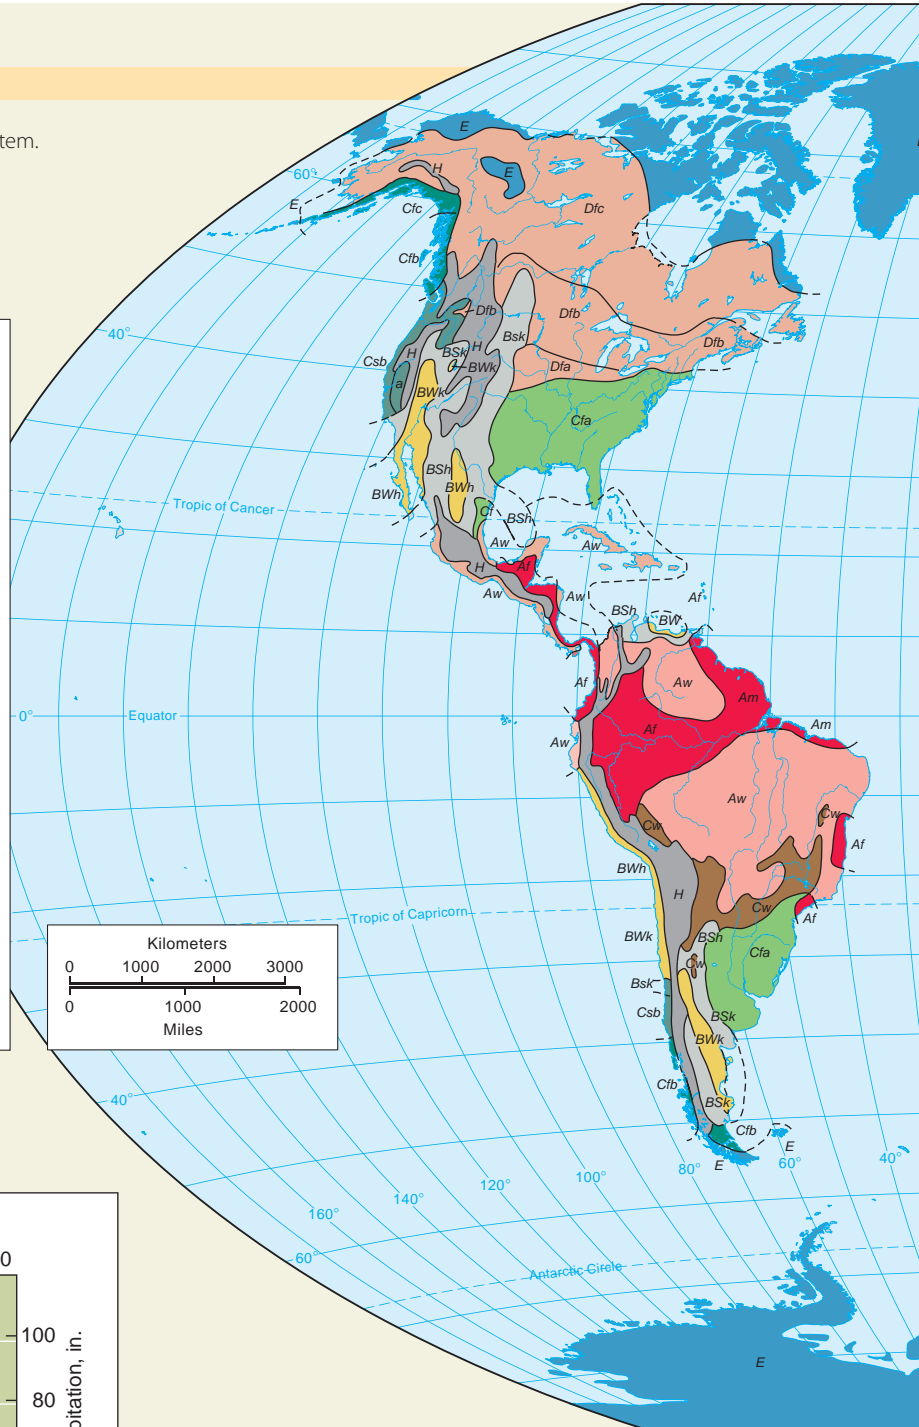 tem.
E
H
60°
E
E
Cfc
Dfc
Cfb
Dfb
Dfb
40°
Bsk
Dfb
H
BSk
H
Csb
BWk
Dfa
a
BWk
Cfa
BSh
BWh
BWh
Tropic of Cancer
Cf
BSh
Aw
Aw
H
Af
Aw
Aw
Af
BSh
BW
Af
Aw
Am
0°
Equator
Am
Af
Aw
Aw
Cw
Cw
Af
BWh
H
Tropic of Capricorn
Cw
Af
BWk
BSh
Cfa
Cw
Kilometers
0 1000 2000 3000
0 1000 2000
Miles
Bsk
Csb
BSk
BWk
Cfb
BSk
40°
Cfb
E
E
80°
60°
40°
100°
120°
140°
160°
60°
Antarctic Circle
0
100
80
pitation, in.
E